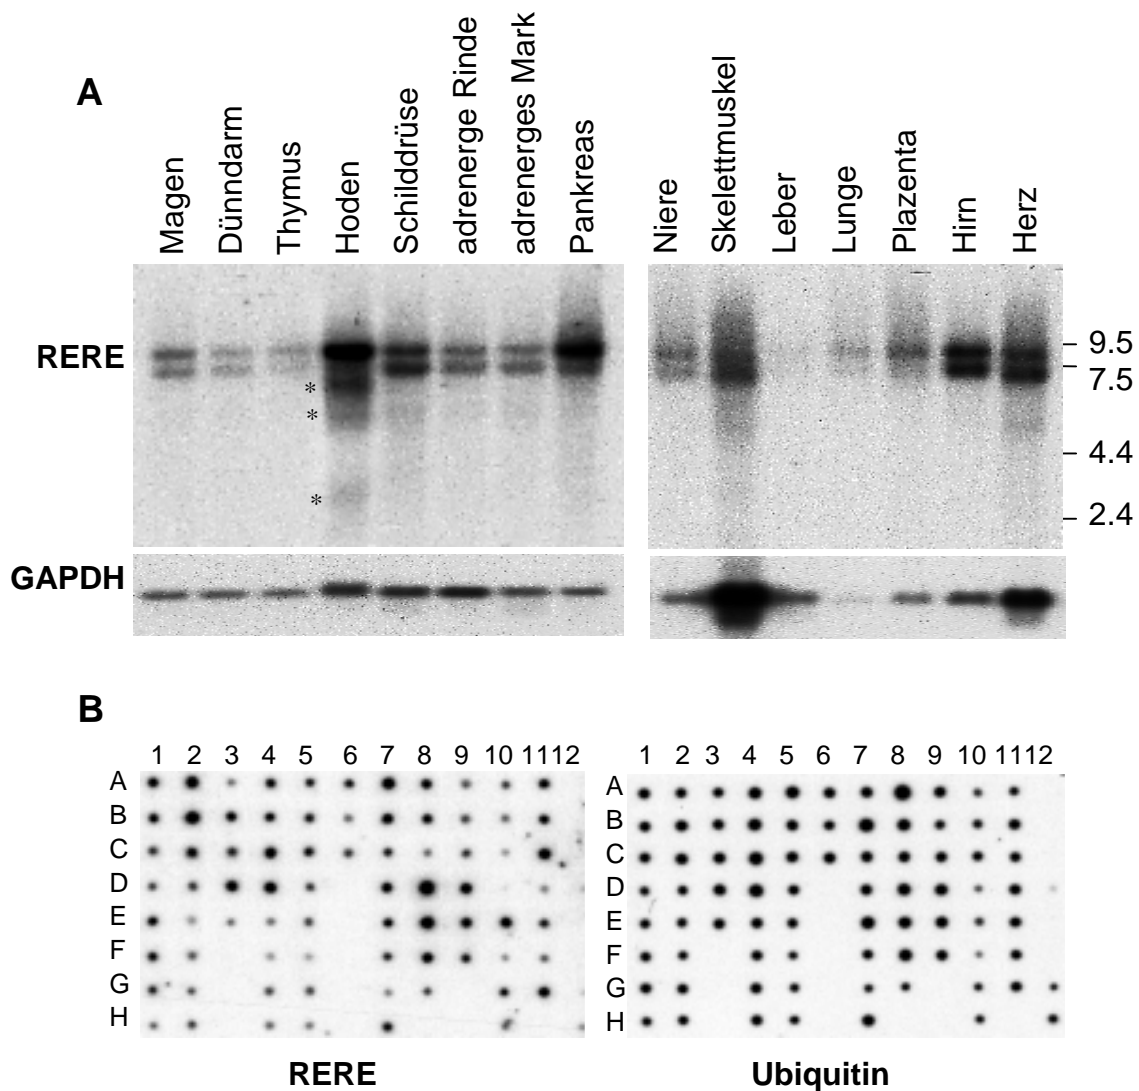 A
Magen
Dünndarm
Thymus
Hoden
Schilddrüse
adrenerge Rinde
adrenerges Mark
Pankreas
Niere
Skelettmuskel
Leber
Lunge
Plazenta
Hirn
Herz
RERE
*
*
*
9.5
7.5
4.4
2.4
GAPDH
B
1 2 3 4 5 6 7 8 9 10 11 12
A
B
C
D
E
F
G
H
RERE
1 2 3 4 5 6 7 8 9 10 11 12
A
B
C
D
E
F
G
H
Ubiquitin